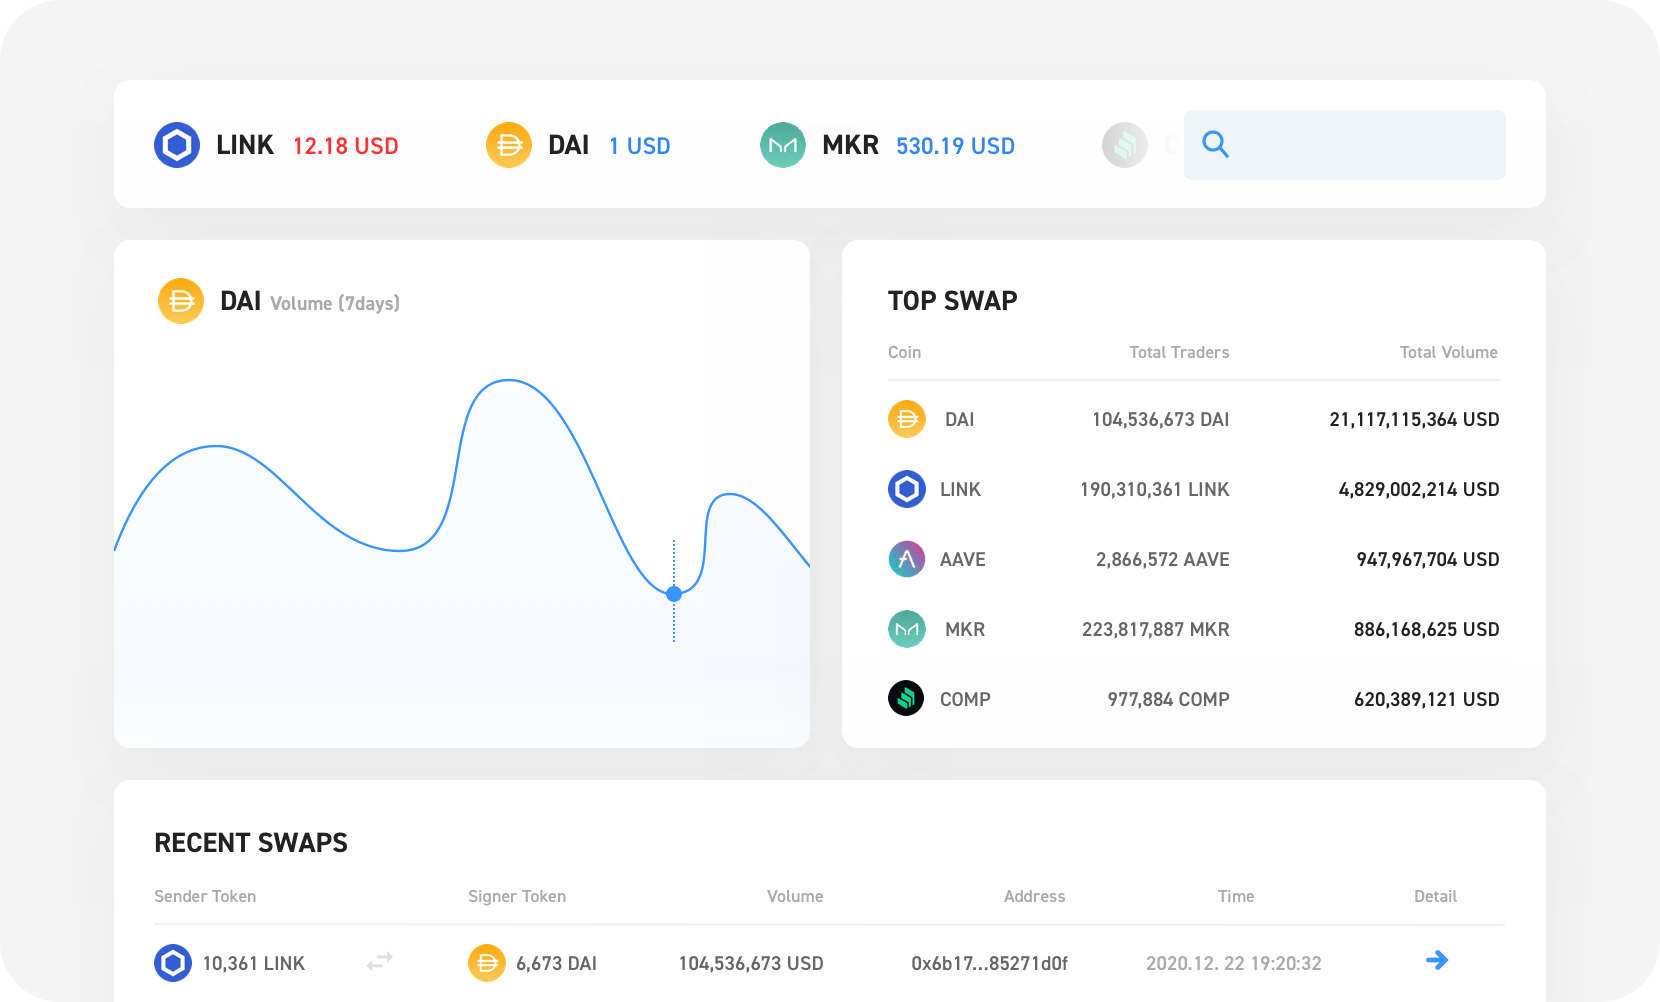 LINK 12.18 USD DAI 1 USD MKR 530.19 USD
DAI Volume (7days)
TOP SWAP
Coin Total Traders Total Volume
DAI 104,536,673 DAI 21,117,115,364 USD
LINK 190,310,361 LINK 4,829,002,214 USD
AAVE 2,866,572 AAVE 947,967,704 USD
MKR 223,817,887 MKR 886,168,625 USD
COMP 977,884 COMP 620,389,121 USD
RECENT SWAPS
Sender Token Signer Token Volume Address Time Detail
10,361 LINK 6,673 DAI 104,536,673 USD 0x6b17...85271d0f 2020.12. 22 19:20:32